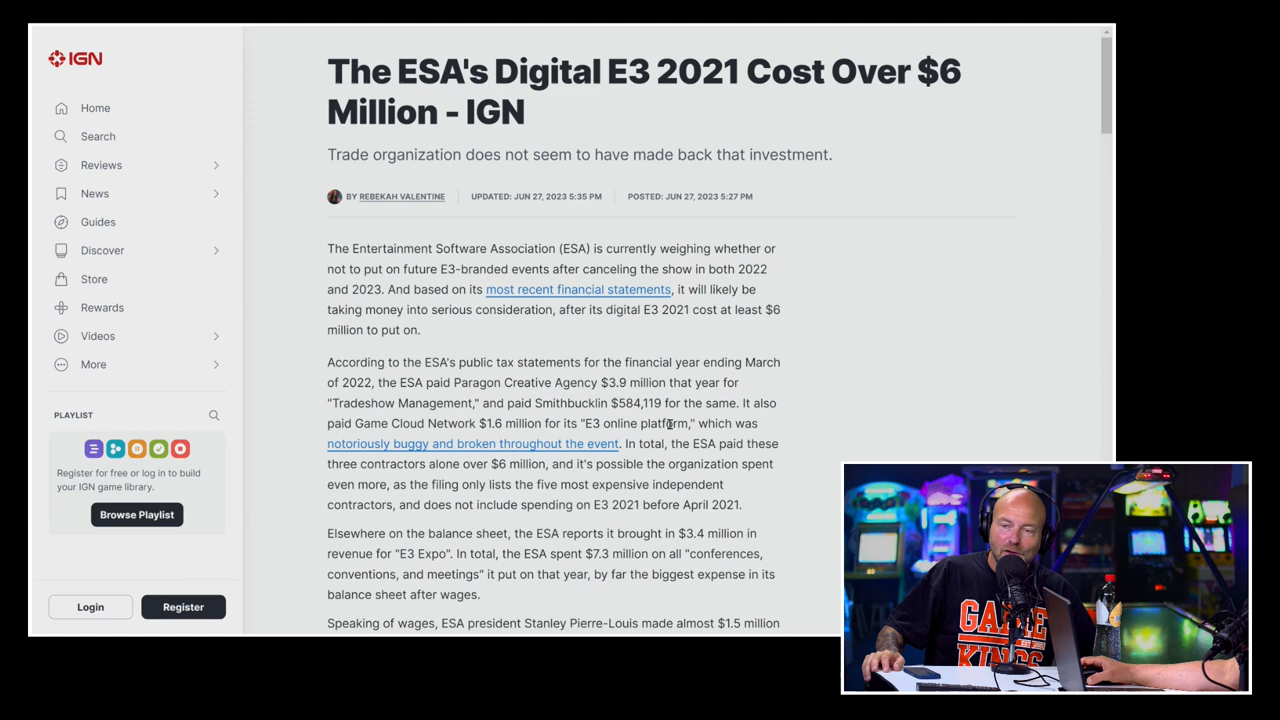 IGN
Home
Search
Reviews
News
Guides
Discover
Store
Rewards
Videos
More
PLAYLIST
Register for free or log in to build
your IGN game library.
Browse Playlist
Login
Register
The ESA's Digital E3 2021 Cost Over $6
Million - IGN
Trade organization does not seem to have made back that investment.
BY REBEKAH VALENTINE UPDATED: JUN 27, 2023 5:35 PM POSTED: JUN 27, 2023 5:27 PM
The Entertainment Software Association (ESA) is currently weighing whether or
not to put on future E3-branded events after canceling the show in both 2022
and 2023. And based on its most recent financial statements, it will likely be
taking money into serious consideration, after its digital E3 2021 cost at least $6
million to put on.
According to the ESA's public tax statements for the financial year ending March
of 2022, the ESA paid Paragon Creative Agency $3.9 million that year for
"Tradeshow Management," and paid Smithbucklin $584,119 for the same. It also
paid Game Cloud Network $1.6 million for its "E3 online platform," which was
notoriously buggy and broken throughout the event. In total, the ESA paid these
three contractors alone over $6 million, and it's possible the organization spent
even more, as the filing only lists the five most expensive independent
contractors, and does not include spending on E3 2021 before April 2021.
Elsewhere on the balance sheet, the ESA reports it brought in $3.4 million in
revenue for "E3 Expo". In total, the ESA spent $7.3 million on all "conferences,
conventions, and meetings" it put on that year, by far the biggest expense in its
balance sheet after wages.
Speaking of wages, ESA president Stanley Pierre-Louis made almost $1.5 million
GAME
KINGS